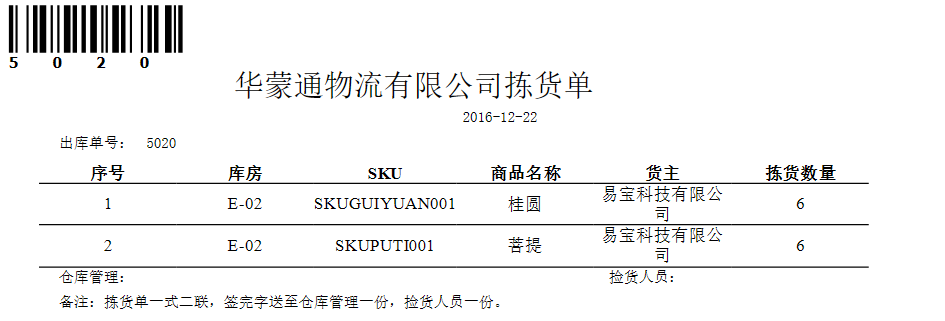 5020
华蒙通物流有限公司拣货单
2016-12-22
出库单号： 5020
序号 库房 SKU 商品名称 货主 拣货数量
1 E-02 SKUGUIYUAN001 桂圆 易宝科技有限公司 6
2 E-02 SKUPUTI001 菩提 易宝科技有限公司 6
仓库管理： 捡货人员：
备注：拣货单一式二联，签完字送至仓库管理一份，捡货人员一份。